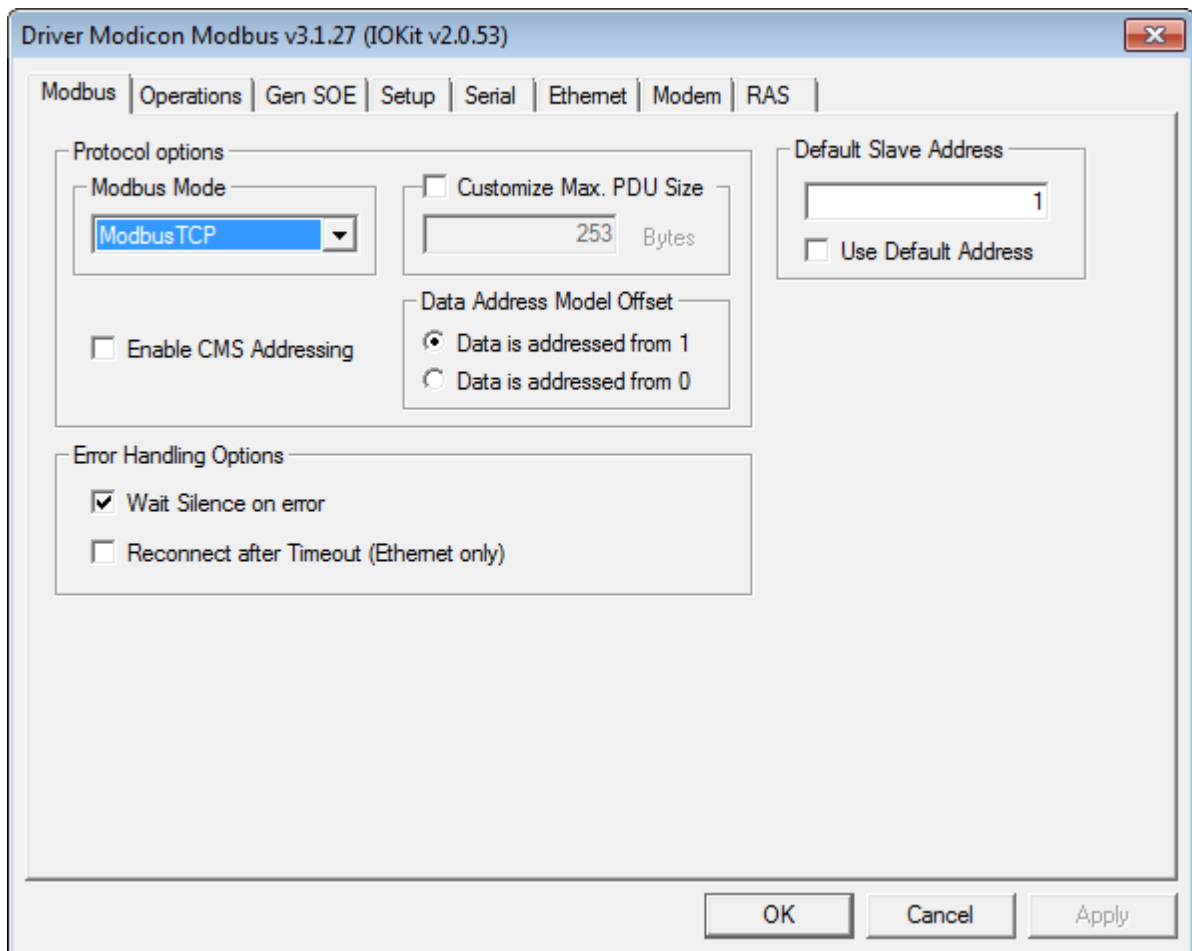 Driver Modicon Modbus v3.1.27 (IOKit v2.0.53)
Modbus Operations Gen SOE Setup Serial Ethernet Modem RAS
Protocol options
Modbus Mode
ModbusTCP
Customize Max. PDU Size
253 Bytes
Enable CMS Addressing
Data Address Model Offset
Data is addressed from 1
Data is addressed from 0
Default Slave Address
1
Use Default Address
Error Handling Options
Wait Silence on error
Reconnect after Timeout (Ethernet only)
OK Cancel Apply